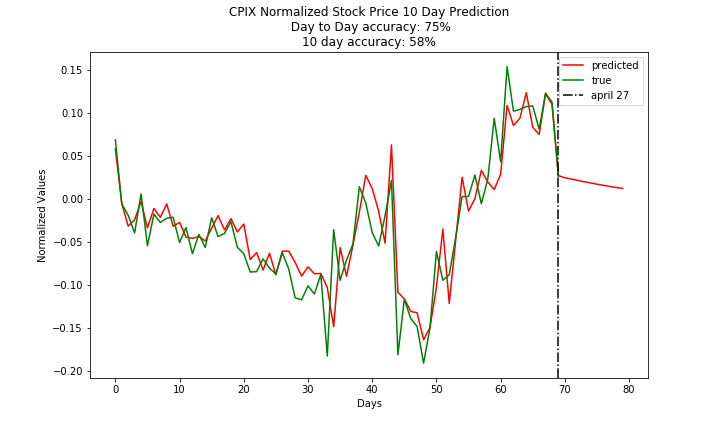 CPIX Normalized Stock Price 10 Day Prediction
Day to Day accuracy: 75%
10 day accuracy: 58%
predicted
true
april 27
0.15
0.10
0.05
0.00
−0.05
−0.10
−0.15
−0.20
Normalized Values
0 10 20 30 40 50 60 70 80
Days